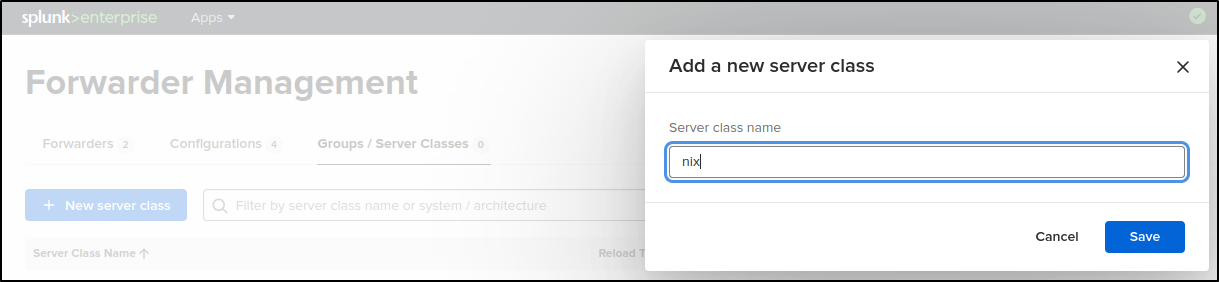 splunk>enterprise Apps
Forwarder Management
Forwarders 2 Configurations 4 Groups / Server Classes 0
+ New server class Filter by server class name or system / architecture
Server Class Name Reload T
Add a new server class
Server class name
nix
Cancel Save